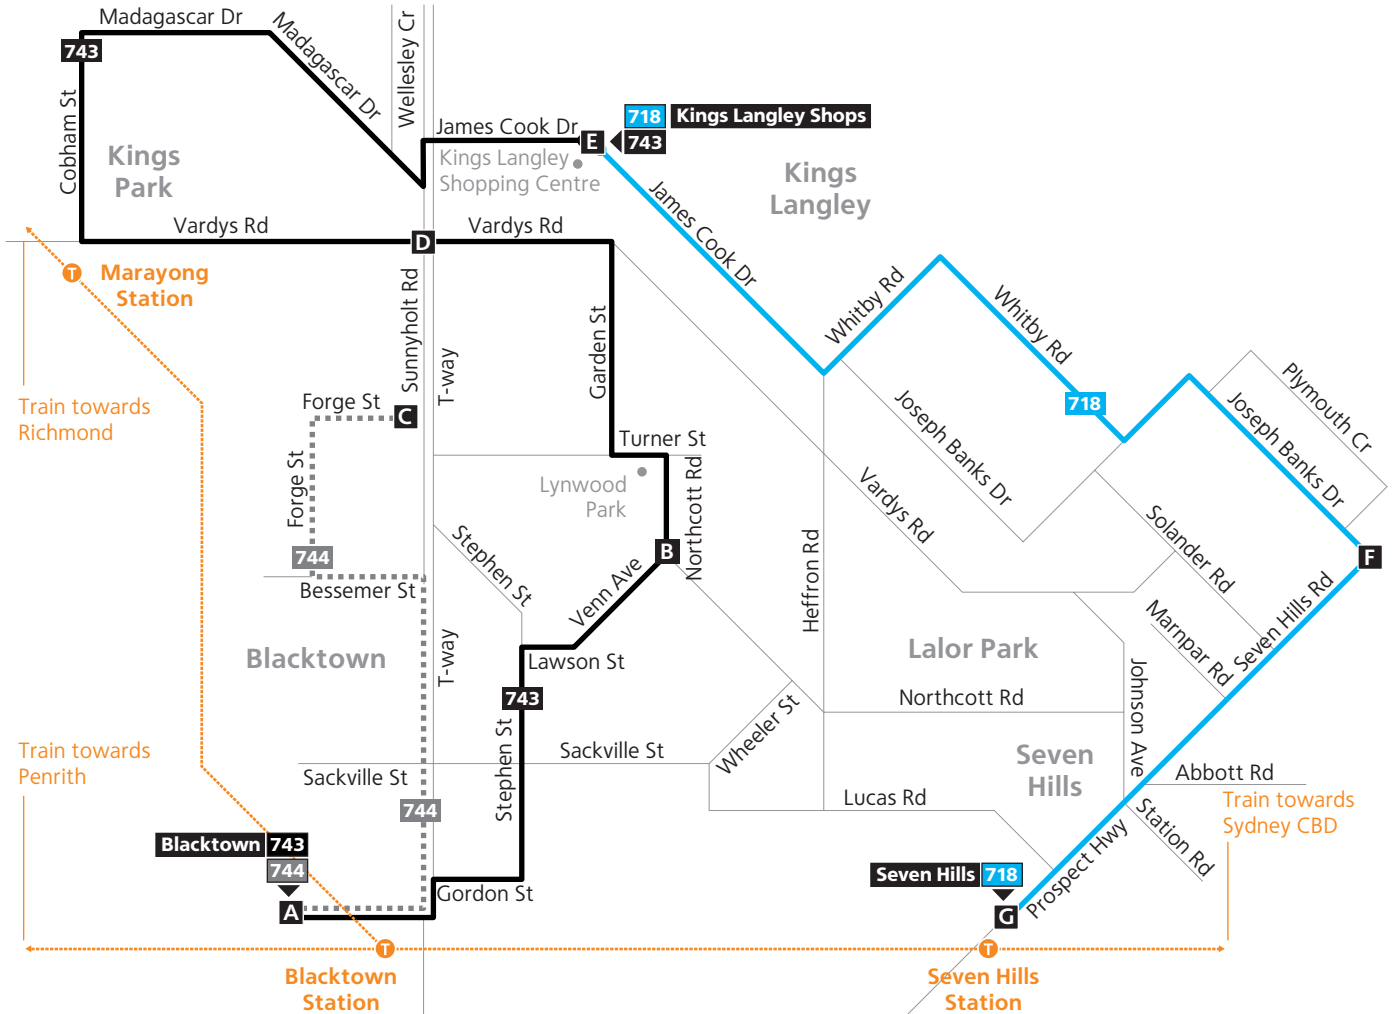 Madagascar Dr
743
Madagascar Dr
Wellesley Cr
Cobham St
Kings
Park
James Cook Dr
E
718 Kings Langley Shops
743
Kings Langley
Shopping Centre
Kings
Langley
James Cook Dr
Vardys Rd
D
Vardys Rd
Marayong
Station
T
Sunnyholt Rd
T-way
Garden St
Whitby Rd
Whitby Rd
718
Plymouth Cr
Joseph Banks Dr
Joseph Banks Dr
Train towards
Richmond
Forge St
C
Forge St
744
Bessemer St
Turner St
Lynwood
Park
Northcott Rd
B
Vardys Rd
Solander Rd
F
Stephen St
Venn Ave
Heffron Rd
Marnpar Rd
Seven Hills Rd
Blacktown
T-way
Lawson St
743
Lalor Park
Northcott Rd
Johnson Ave
Wheeler St
Stephen St
Sackville St
Sackville St
Seven
Hills
Abbott Rd
Train towards
Penrith
744
Lucas Rd
Train towards
Sydney CBD
Station Rd
Prospect Hwy
Blacktown 743
744
A
Gordon St
Seven Hills 718
G
T
Blacktown
Station
T
Seven Hills
Station